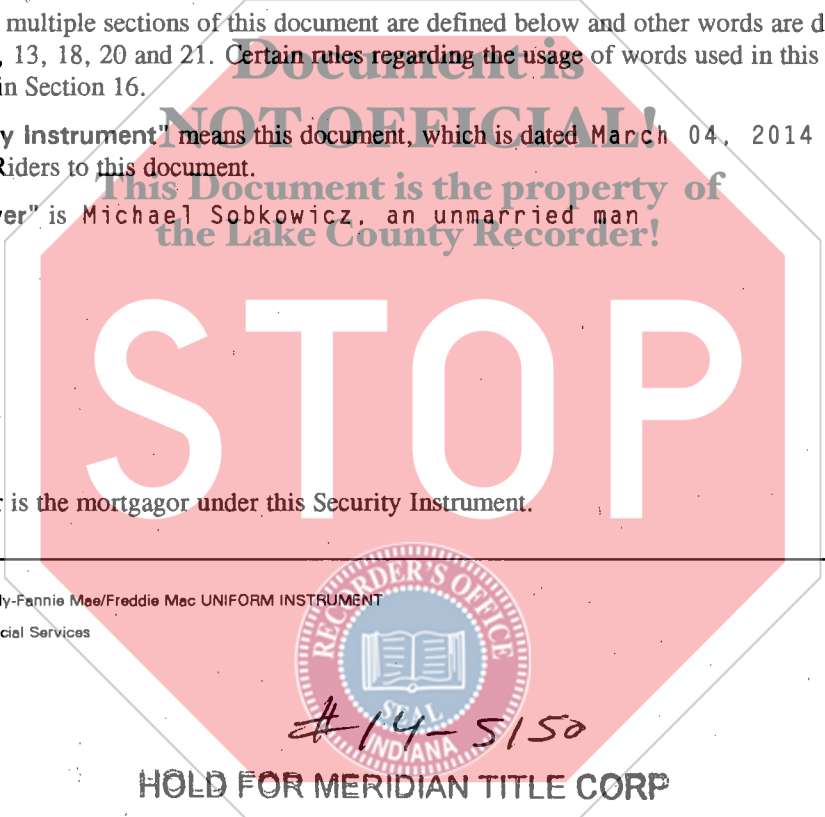 multiple sections of this document are defined below and other words are d
, 13, 18, 20 and 21. Certain rules regarding the usage of words used in this
in Section 16.
Document is
NOT OFFICIAL!
This Document is the property of
the Lake County Recorder!
y Instrument" means this document, which is dated March 04, 2014
Riders to this document.
er" is Michael Sobkowicz, an unmarried man
STOP
r is the mortgagor under this Security Instrument.
ly-Fannie Mae/Freddie Mac UNIFORM INSTRUMENT
cial Services
RECORDER'S OFFICE
SEAL
INDIANA
#14-5150
HOLD FOR MERIDIAN TITLE CORP